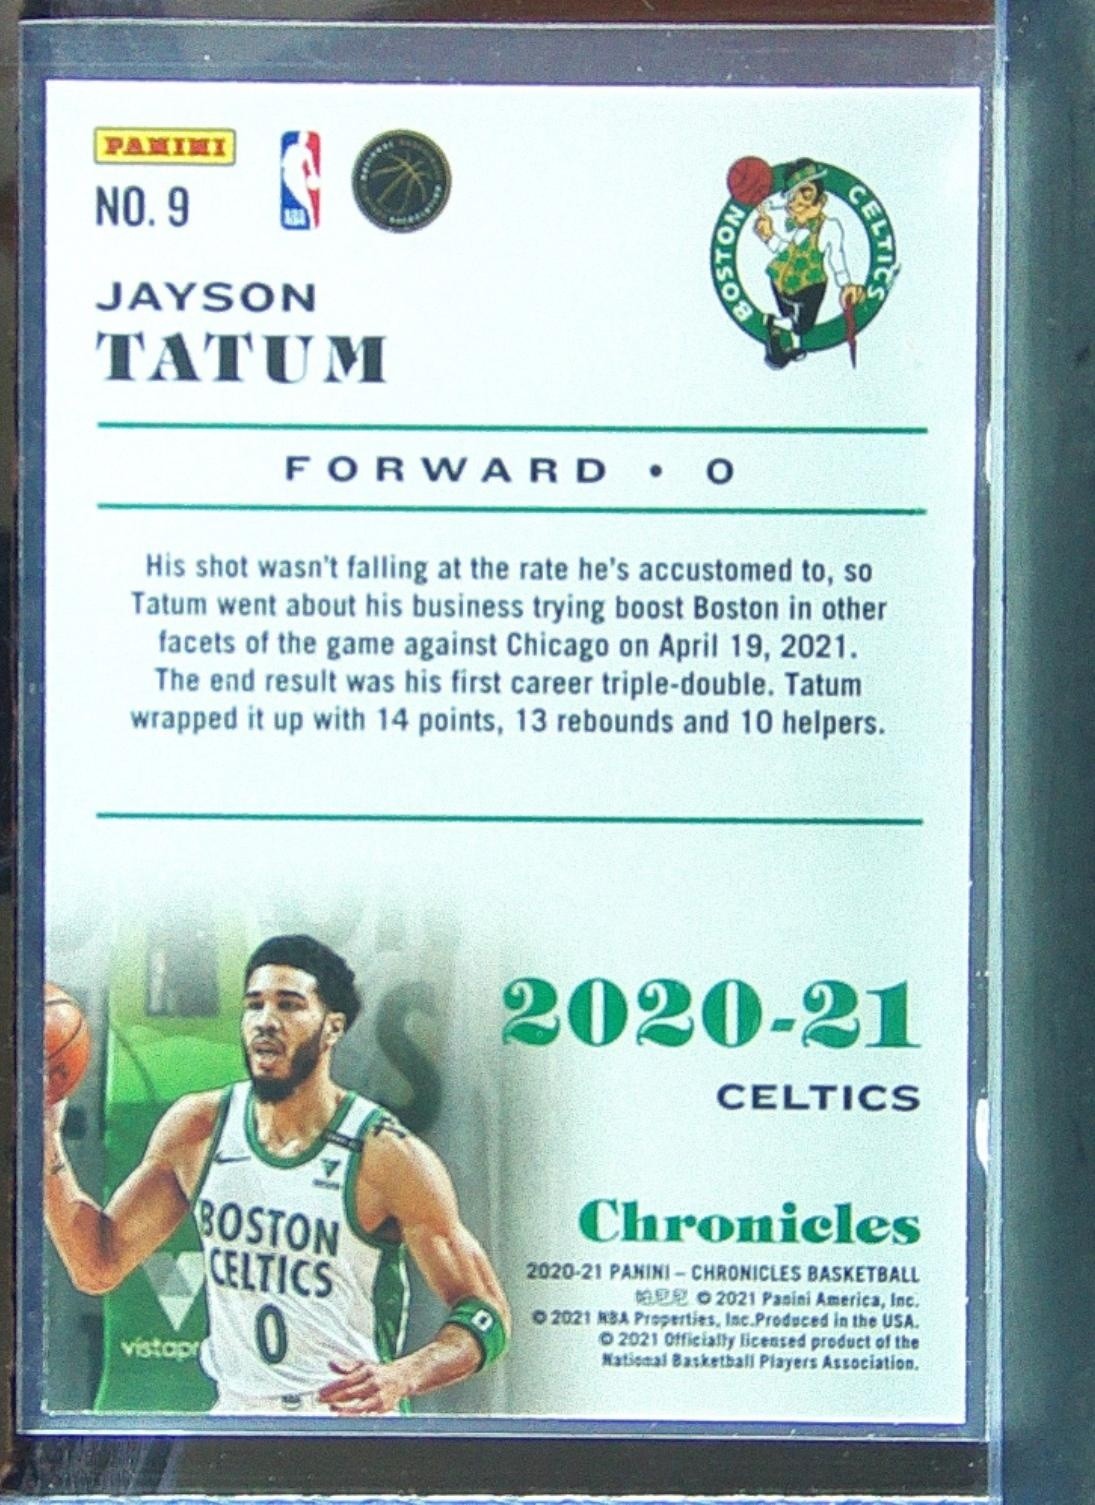 PANINI
NO. 9
NBA
BOSTON CELTICS
JAYSON
TATUM
FORWARD • 0
His shot wasn't falling at the rate he's accustomed to, so
Tatum went about his business trying boost Boston in other
facets of the game against Chicago on April 19, 2021.
The end result was his first career triple-double. Tatum
wrapped it up with 14 points, 13 rebounds and 10 helpers.
2020-21
CELTICS
BOSTON
CELTICS
0
0
vistapr
Chronicles
2020-21 PANINI – CHRONICLES BASKETBALL
帕尼尼 © 2021 Panini America, Inc.
© 2021 NBA Properties, Inc.Produced in the USA.
© 2021 Officially licensed product of the
National Basketball Players Association.